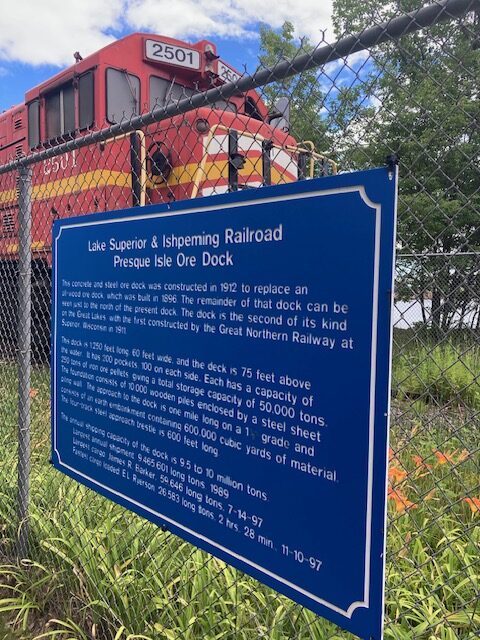 2501
2501
Lake Superior & Ishpeming Railroad
Presque Isle Ore Dock
This concrete and steel ore dock was constructed in 1912 to replace an
all-wood ore dock, which was built in 1896. The remainder of that dock can be
seen just to the north of the present dock. The dock is the second of its kind
on the Great Lakes, with the first constructed by the Great Northern Railway at
Superior, Wisconsin in 1911.
This dock is 1,250 feet long, 60 feet wide, and the deck is 75 feet above
the water. It has 200 pockets, 100 on each side. Each has a capacity of
250 tons of iron ore pellets, giving a total storage capacity of 50,000 tons.
The foundation consists of 10,000 wooden piles enclosed by a steel sheet
piling wall. The approach to the dock is one mile long on a 1 grade and
consists of an earth embankment containing 600,000 cubic yards of material.
The four-track steel approach trestle is 600 feet long.
The annual shipping capacity of the dock is 9.5 to 10 million tons.
Largest annual shipment, 9,465,601 long tons, 1989
Largest cargo, James R. Barker, 59,646 long tons, 7-14-97
Fastest cargo loaded E.L. Ryerson, 26,583 long tons, 2 hrs. 28 min., 11-10-97